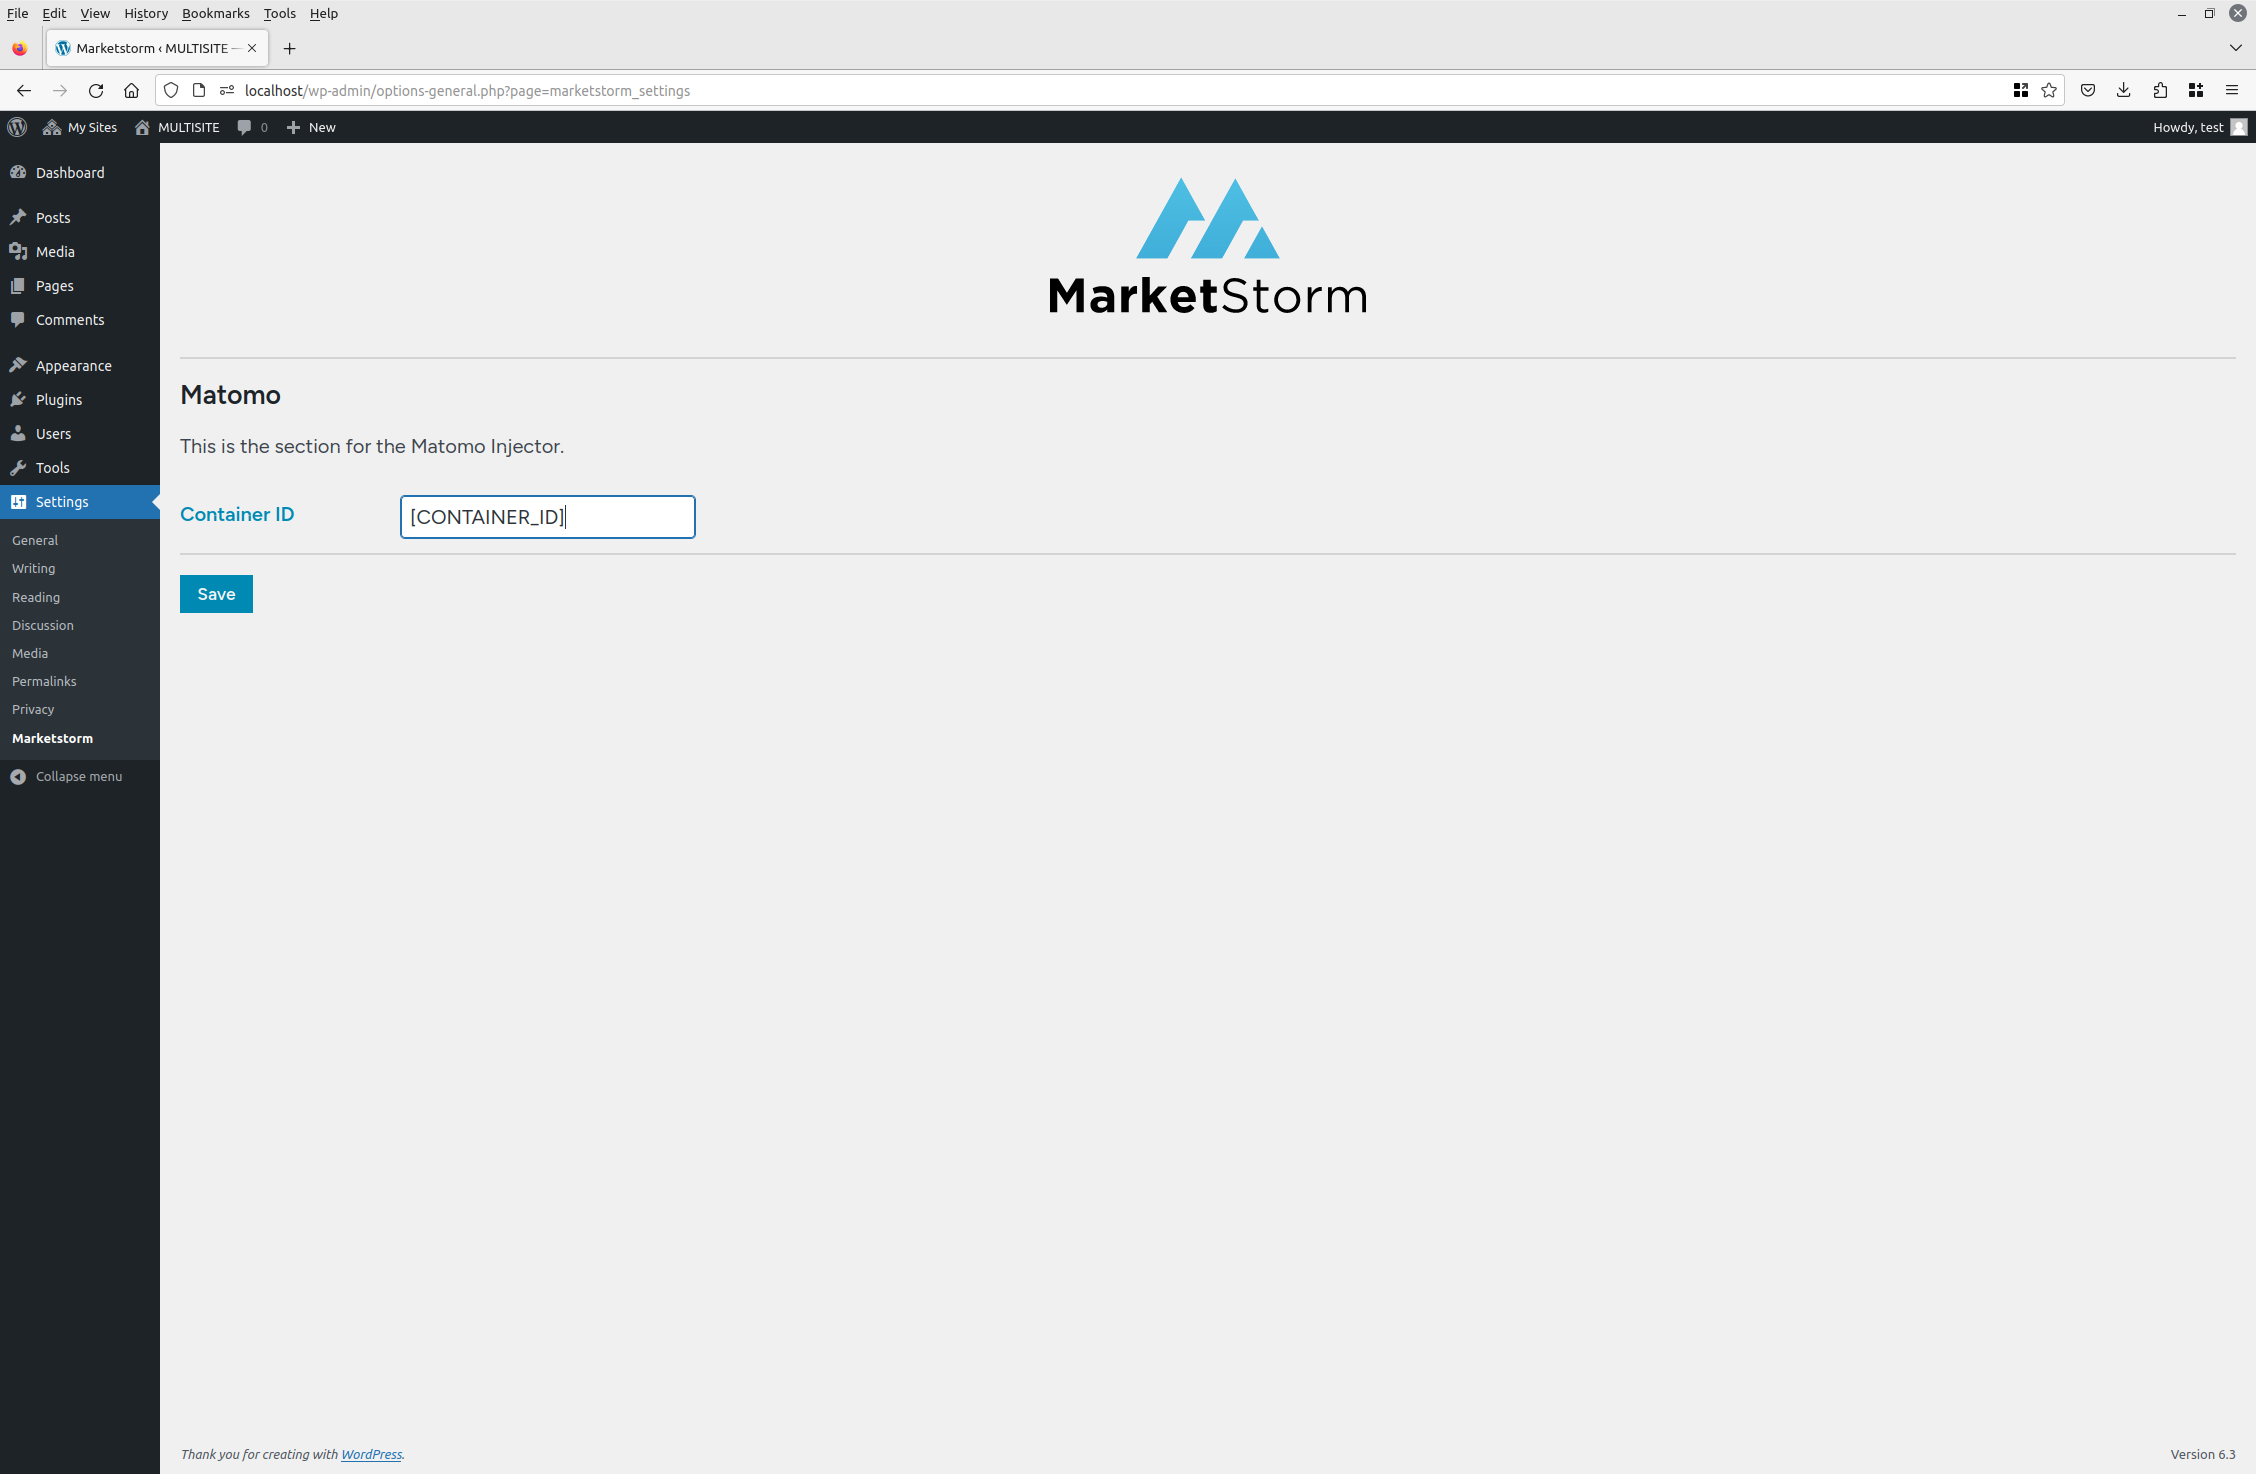 File Edit View History Bookmarks Tools Help
Marketstorm ‹ MULTISITE —
localhost/wp-admin/options-general.php?page=marketstorm_settings
My Sites MULTISITE 0 New Howdy, test
Dashboard
Posts
Media
Pages
Comments
Appearance
Plugins
Users
Tools
Settings
General
Writing
Reading
Discussion
Media
Permalinks
Privacy
Marketstorm
Collapse menu
MarketStorm
Matomo
This is the section for the Matomo Injector.
Container ID [CONTAINER_ID]
Save
Thank you for creating with WordPress. Version 6.3